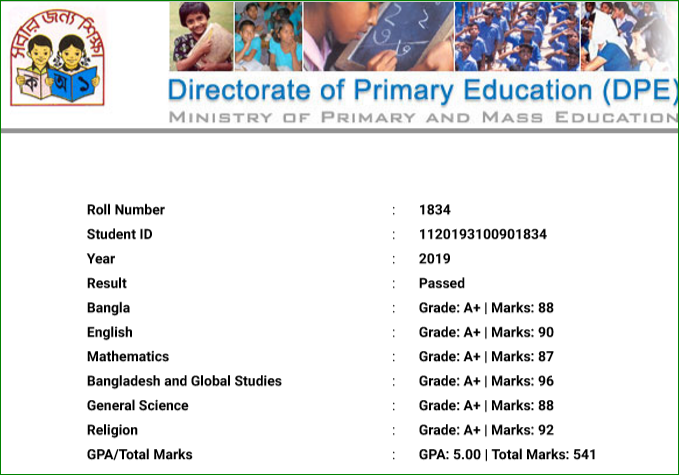 সবার জন্য শিক্ষা
ক অ ১
Directorate of Primary Education (DPE)
MINISTRY OF PRIMARY AND MASS EDUCATION
Roll Number : 1834
Student ID : 1120193100901834
Year : 2019
Result : Passed
Bangla : Grade: A+ | Marks: 88
English : Grade: A+ | Marks: 90
Mathematics : Grade: A+ | Marks: 87
Bangladesh and Global Studies : Grade: A+ | Marks: 96
General Science : Grade: A+ | Marks: 88
Religion : Grade: A+ | Marks: 92
GPA/Total Marks : GPA: 5.00 | Total Marks: 541